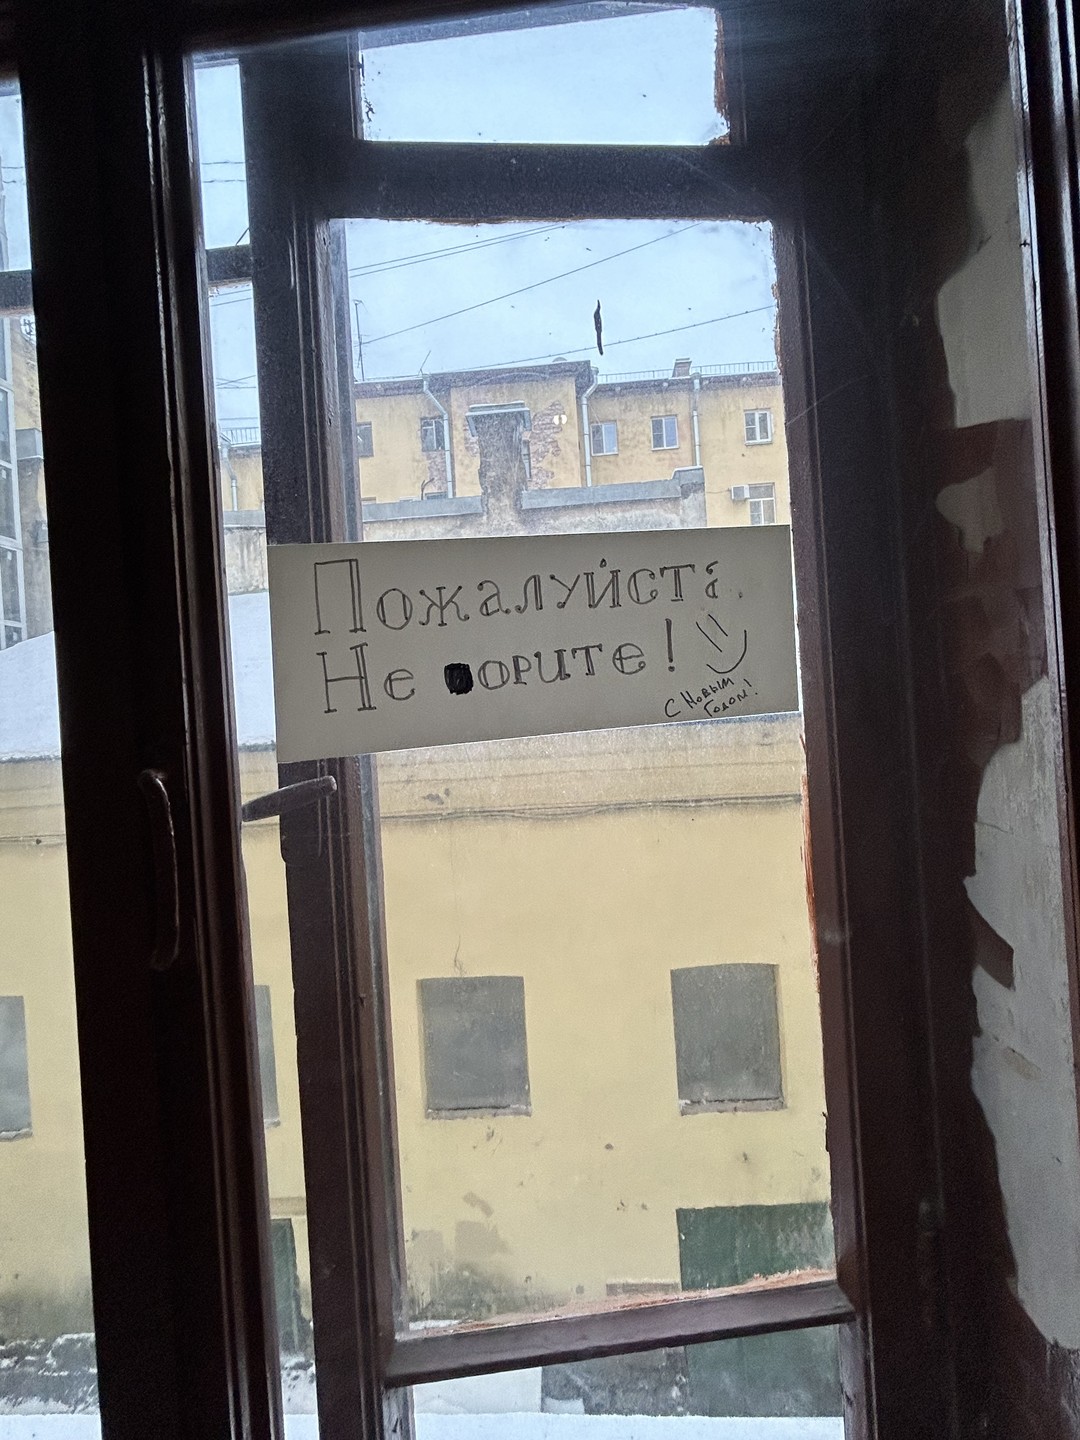 Пожалуйста
Не орите!
С Новым
Годом!